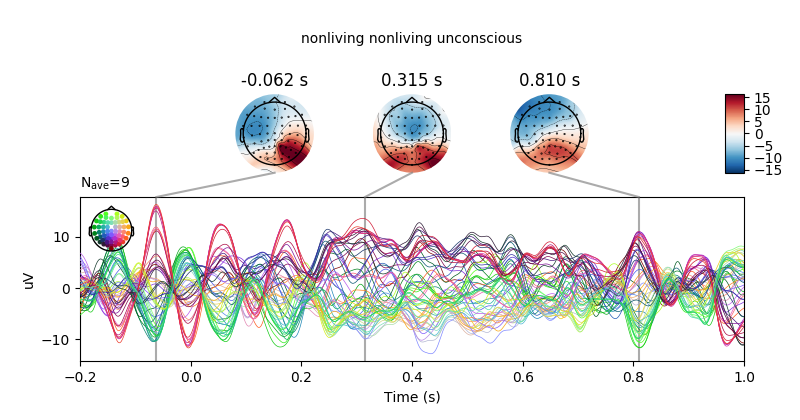 nonliving nonliving unconscious
-0.062 s 0.315 s 0.810 s
15
10
5
0
−5
−10
−15
Nave=9
10
0
−10
uV
−0.2 0.0 0.2 0.4 0.6 0.8 1.0
Time (s)